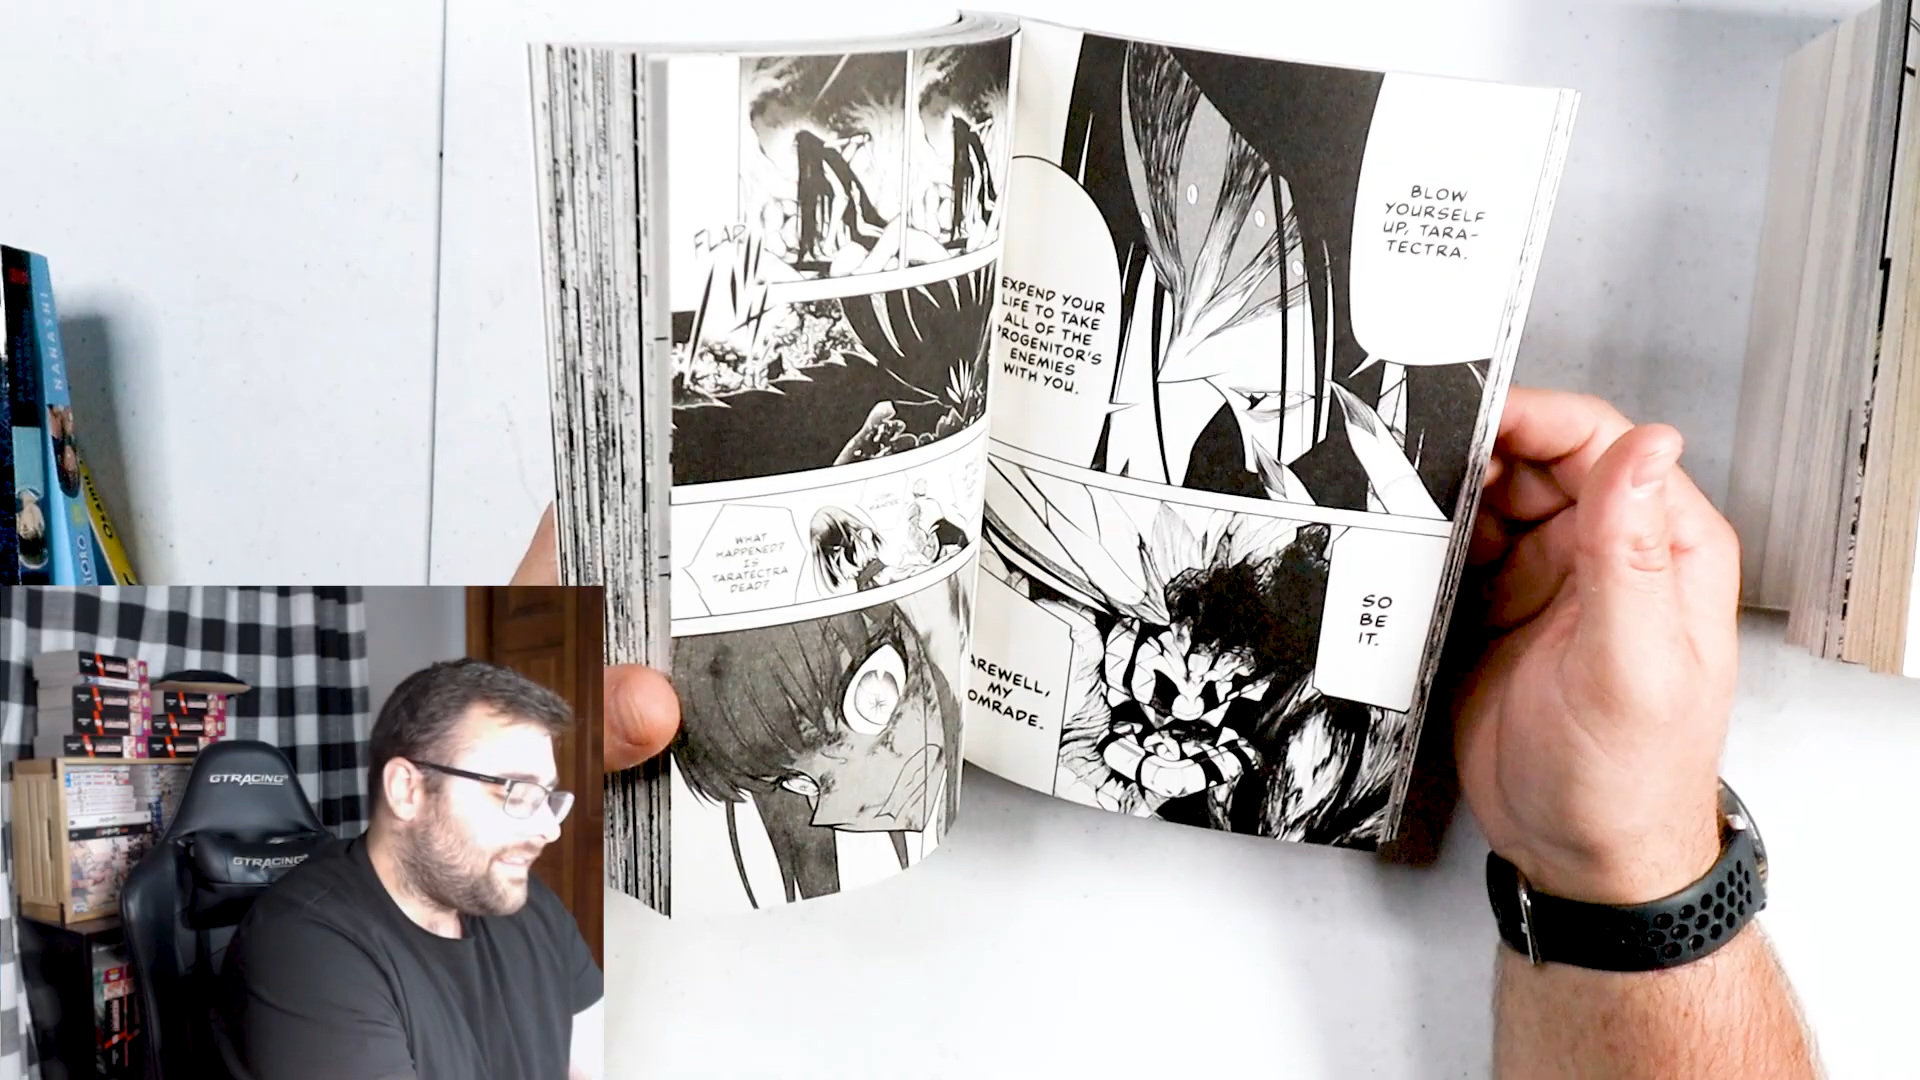 BLOW
YOURSELF
UP, TARA-
TECTRA.
EXPEND YOUR
LIFE TO TAKE
ALL OF THE
PROGENITOR'S
ENEMIES
WITH YOU.
SO
BE
IT.
AREWELL,
MY
OMRADE.
FLAP
WHAT
HAPPENED?
IS
TARATECTRA
DEAD?
NANASHI
GTRACING
GTRACING